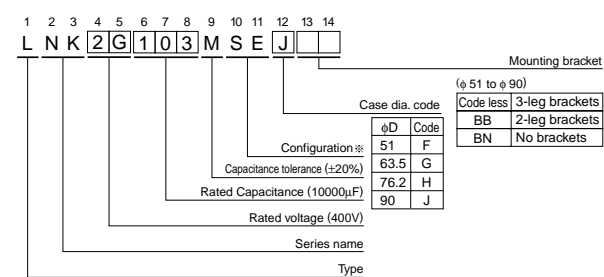 1 2 3 4 5 6 7 8 9 10 11 12 13 14
L N K 2 G 1 0 3 M S E J
Mounting bracket
(φ 51 to φ 90)
Code less 3-leg brackets
BB 2-leg brackets
BN No brackets
Case dia. code
φD Code
51 F
63.5 G
76.2 H
90 J
Configuration※
Capacitance tolerance (±20%)
Rated Capacitance (10000µF)
Rated voltage (400V)
Series name
Type